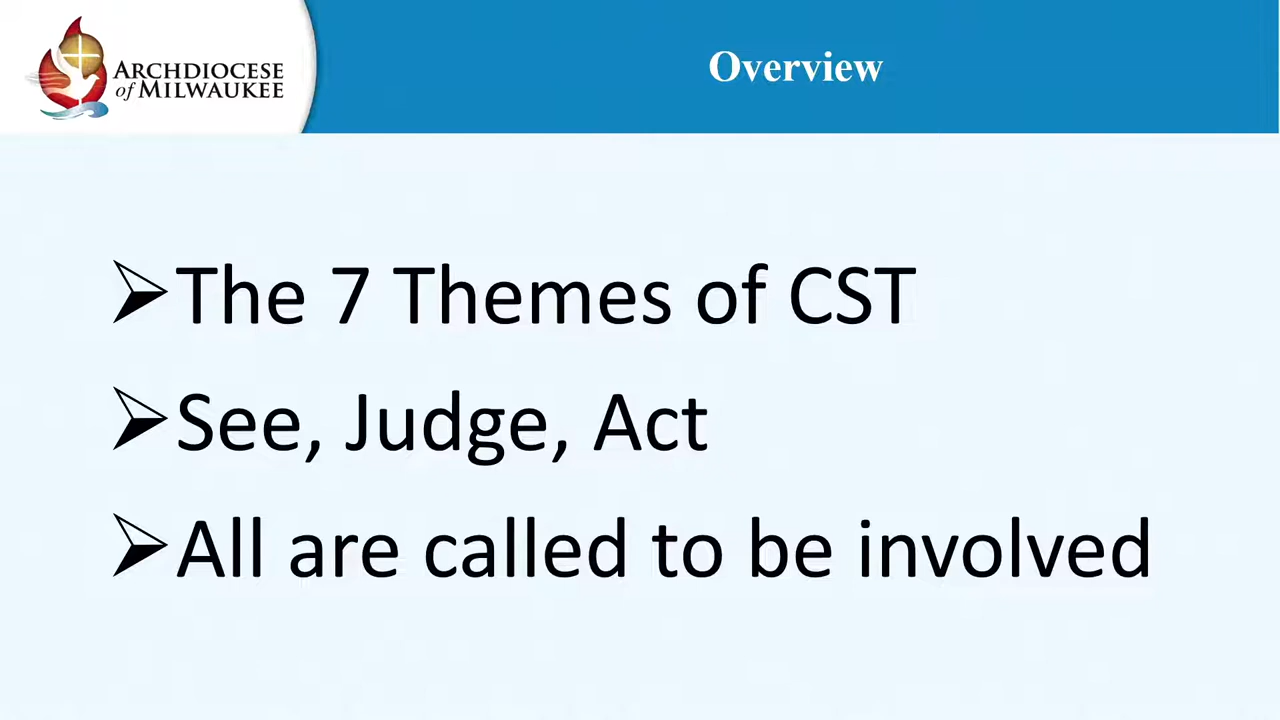 ARCHDIOCESE
of MILWAUKEE
Overview
The 7 Themes of CST
See, Judge, Act
All are called to be involved